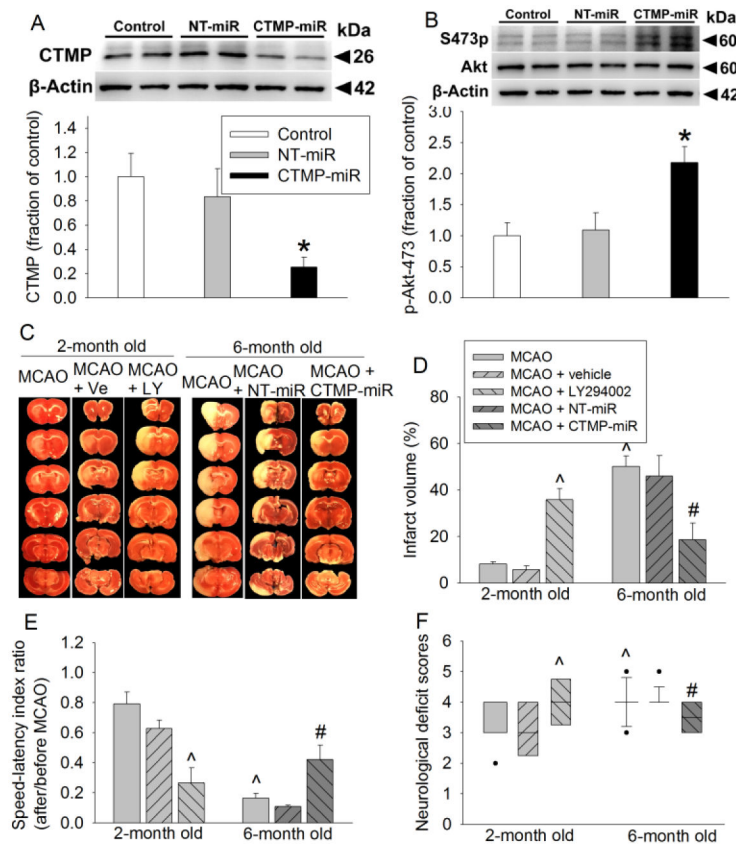 A
Control NT-miR CTMP-miR kDa
CTMP 26
β-Actin 42
CTMP (fraction of control)
1.4
1.2
1.0
0.8
0.6
0.4
0.2
0.0
Control
NT-miR
CTMP-miR
*
B
Control NT-miR CTMP-miR kDa
S473p 60
Akt 60
β-Actin 42
p-Akt-473 (fraction of control)
3.0
2.5
2.0
1.5
1.0
0.5
0.0
*
C
2-month old 6-month old
MCAO MCAO + Ve MCAO + LY MCAO MCAO + NT-miR MCAO + CTMP-miR
D
MCAO
MCAO + vehicle
MCAO + LY294002
MCAO + NT-miR
MCAO + CTMP-miR
Infarct volume (%)
80
60
40
20
0
^ ^ #
2-month old 6-month old
E
Speed-latency index ratio
(after/before MCAO)
1.0
0.8
0.6
0.4
0.2
0.0
^ ^ #
2-month old 6-month old
F
Neurological deficit scores
6
5
4
3
2
1
0
^ ^ #
2-month old 6-month old